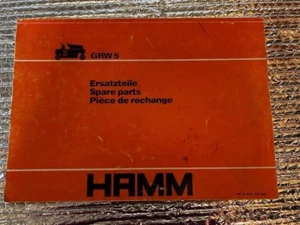 GRW 5
Ersatzteile
Spare parts
Pièce de rechange
HAMM